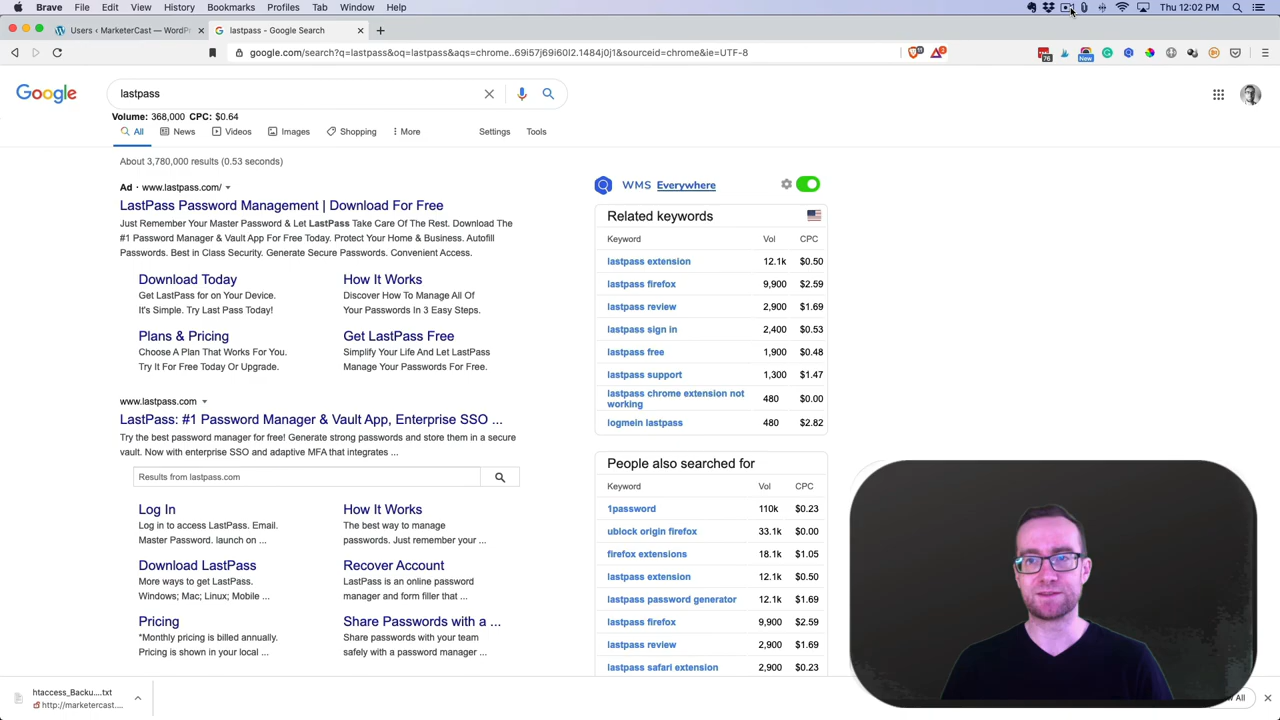 Brave File Edit View History Bookmarks Profiles Tab Window Help Thu 12:02 PM
Users ‹ MarketerCast — WordPr
lastpass - Google Search
google.com/search?q=lastpass&oq=lastpass&aqs=chrome..69i57j69i60l2.1484j0j1&sourceid=chrome&ie=UTF-8
76
New
Google
lastpass
Volume: 368,000 CPC: $0.64
All News Videos Images Shopping More Settings Tools
About 3,780,000 results (0.53 seconds)
Ad · www.lastpass.com/
LastPass Password Management | Download For Free
Just Remember Your Master Password & Let LastPass Take Care Of The Rest. Download The
#1 Password Manager & Vault App For Free Today. Protect Your Home & Business. Autofill
Passwords. Best in Class Security. Generate Secure Passwords. Convenient Access.
Download Today
Get LastPass for on Your Device.
It's Simple. Try Last Pass Today!
How It Works
Discover How To Manage All Of
Your Passwords In 3 Easy Steps.
Plans & Pricing
Choose A Plan That Works For You.
Try It For Free Today Or Upgrade.
Get LastPass Free
Simplify Your Life And Let LastPass
Manage Your Passwords For Free.
www.lastpass.com
LastPass: #1 Password Manager & Vault App, Enterprise SSO ...
Try the best password manager for free! Generate strong passwords and store them in a secure
vault. Now with enterprise SSO and adaptive MFA that integrates ...
Results from lastpass.com
Log In
Log in to access LastPass. Email.
Master Password. launch on ...
How It Works
The best way to manage
passwords. Just remember your ...
Download LastPass
More ways to get LastPass.
Windows; Mac; Linux; Mobile ...
Recover Account
LastPass is an online password
manager and form filler that ...
Pricing
*Monthly pricing is billed annually.
Pricing is shown in your local ...
Share Passwords with a ...
Share passwords with your team
safely with a password manager ...
WMS Everywhere
Related keywords
Keyword Vol CPC
lastpass extension 12.1k $0.50
lastpass firefox 9,900 $2.59
lastpass review 2,900 $1.69
lastpass sign in 2,400 $0.53
lastpass free 1,900 $0.48
lastpass support 1,300 $1.47
lastpass chrome extension not
working 480 $0.00
logmein lastpass 480 $2.82
People also searched for
Keyword Vol CPC
1password 110k $0.23
ublock origin firefox 33.1k $0.00
firefox extensions 18.1k $1.05
lastpass extension 12.1k $0.50
lastpass password generator 12.1k $1.69
lastpass firefox 9,900 $2.59
lastpass review 2,900 $1.69
lastpass safari extension 2,900 $0.23
htaccess_Backu....txt
http://marketercast....
All